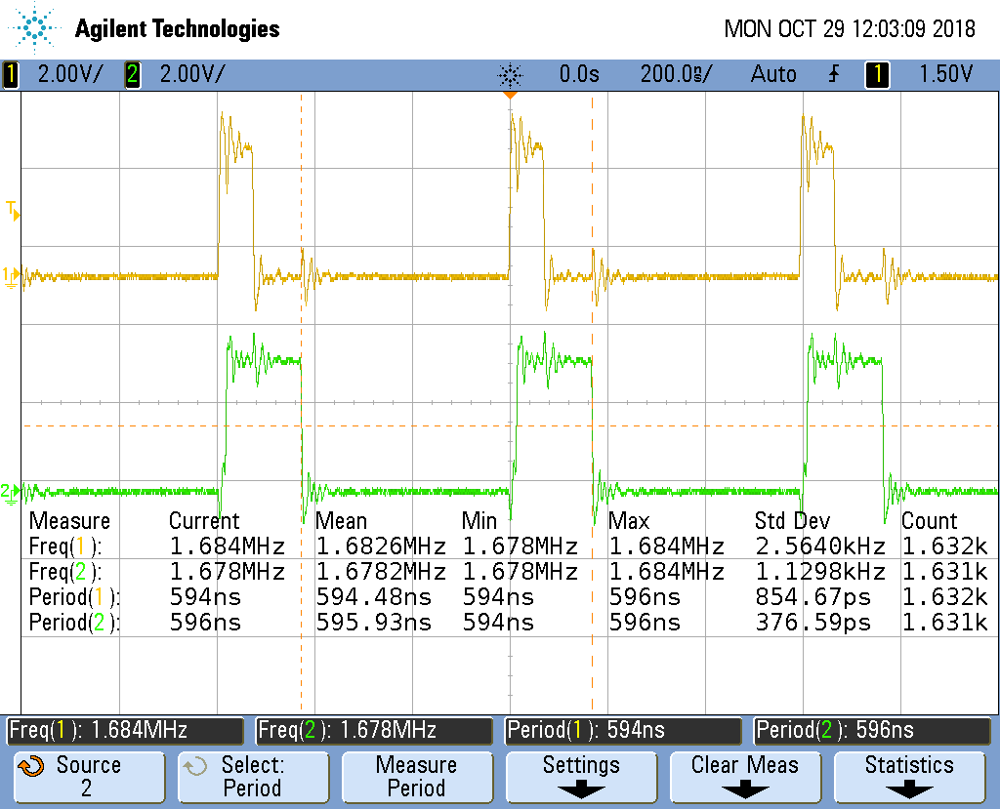 Agilent Technologies MON OCT 29 12:03:09 2018
1 2.00V/ 2 2.00V/ 0.0s 200.0ns/ Auto 1 1.50V
T
1
2
Measure Current Mean Min Max Std Dev Count
Freq(1): 1.684MHz 1.6826MHz 1.678MHz 1.684MHz 2.5640kHz 1.632k
Freq(2): 1.678MHz 1.6782MHz 1.678MHz 1.684MHz 1.1298kHz 1.631k
Period(1): 594ns 594.48ns 594ns 596ns 854.67ps 1.632k
Period(2): 596ns 595.93ns 594ns 596ns 376.59ps 1.631k
Freq(1): 1.684MHz Freq(2): 1.678MHz Period(1): 594ns Period(2): 596ns
Source Select: Measure Settings Clear Meas Statistics
2 Period Period